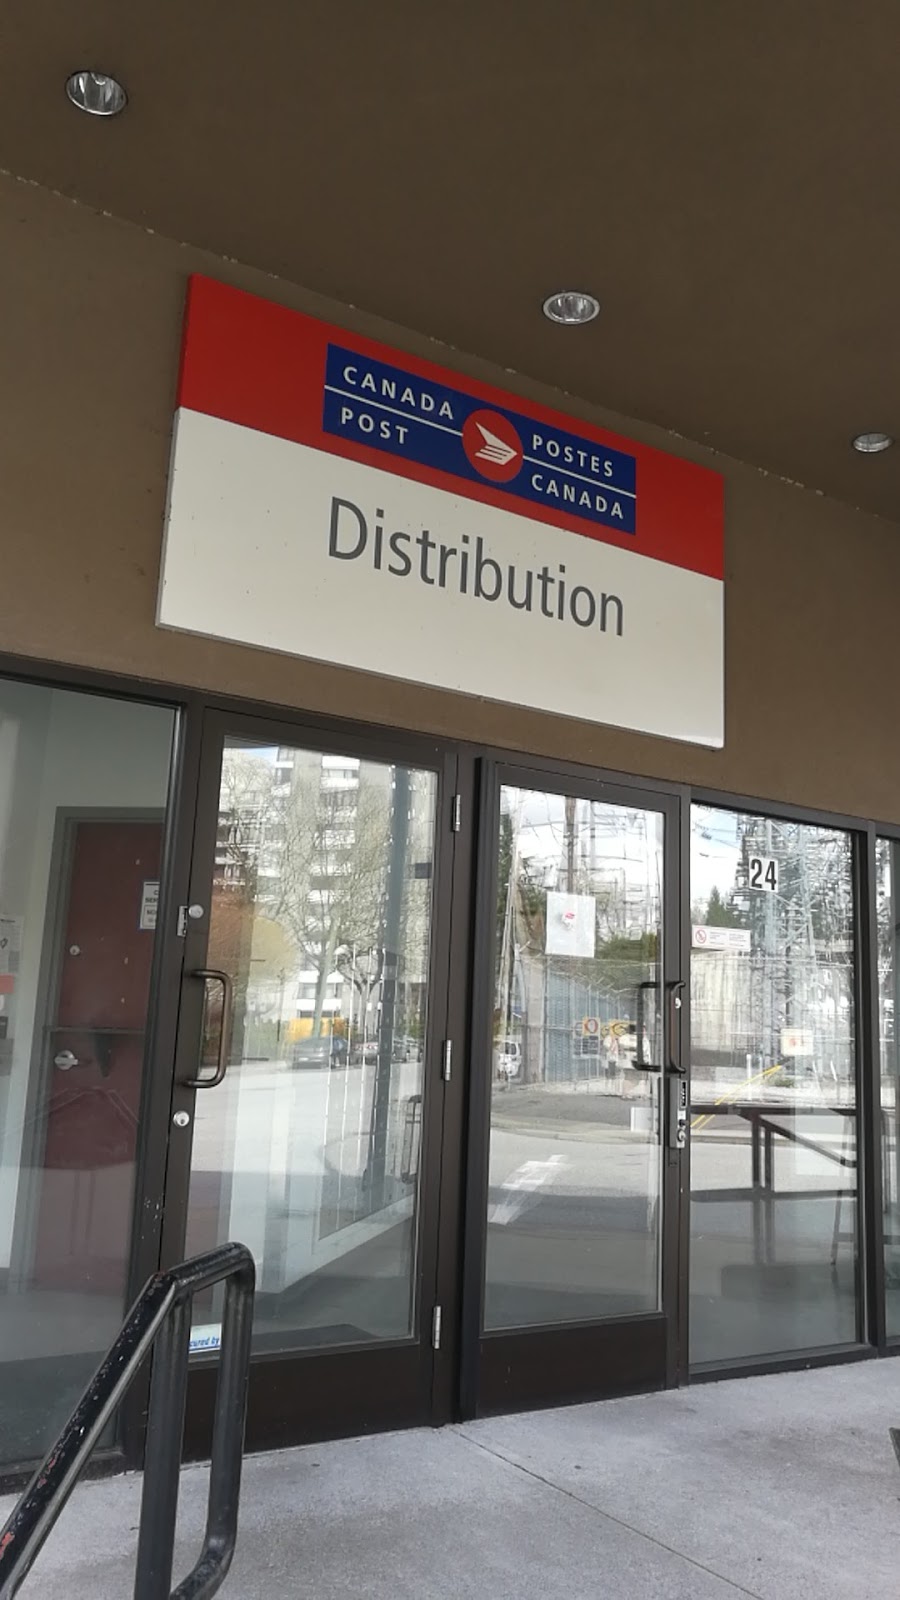 CANADA
POST
POSTES
CANADA
Distribution
24